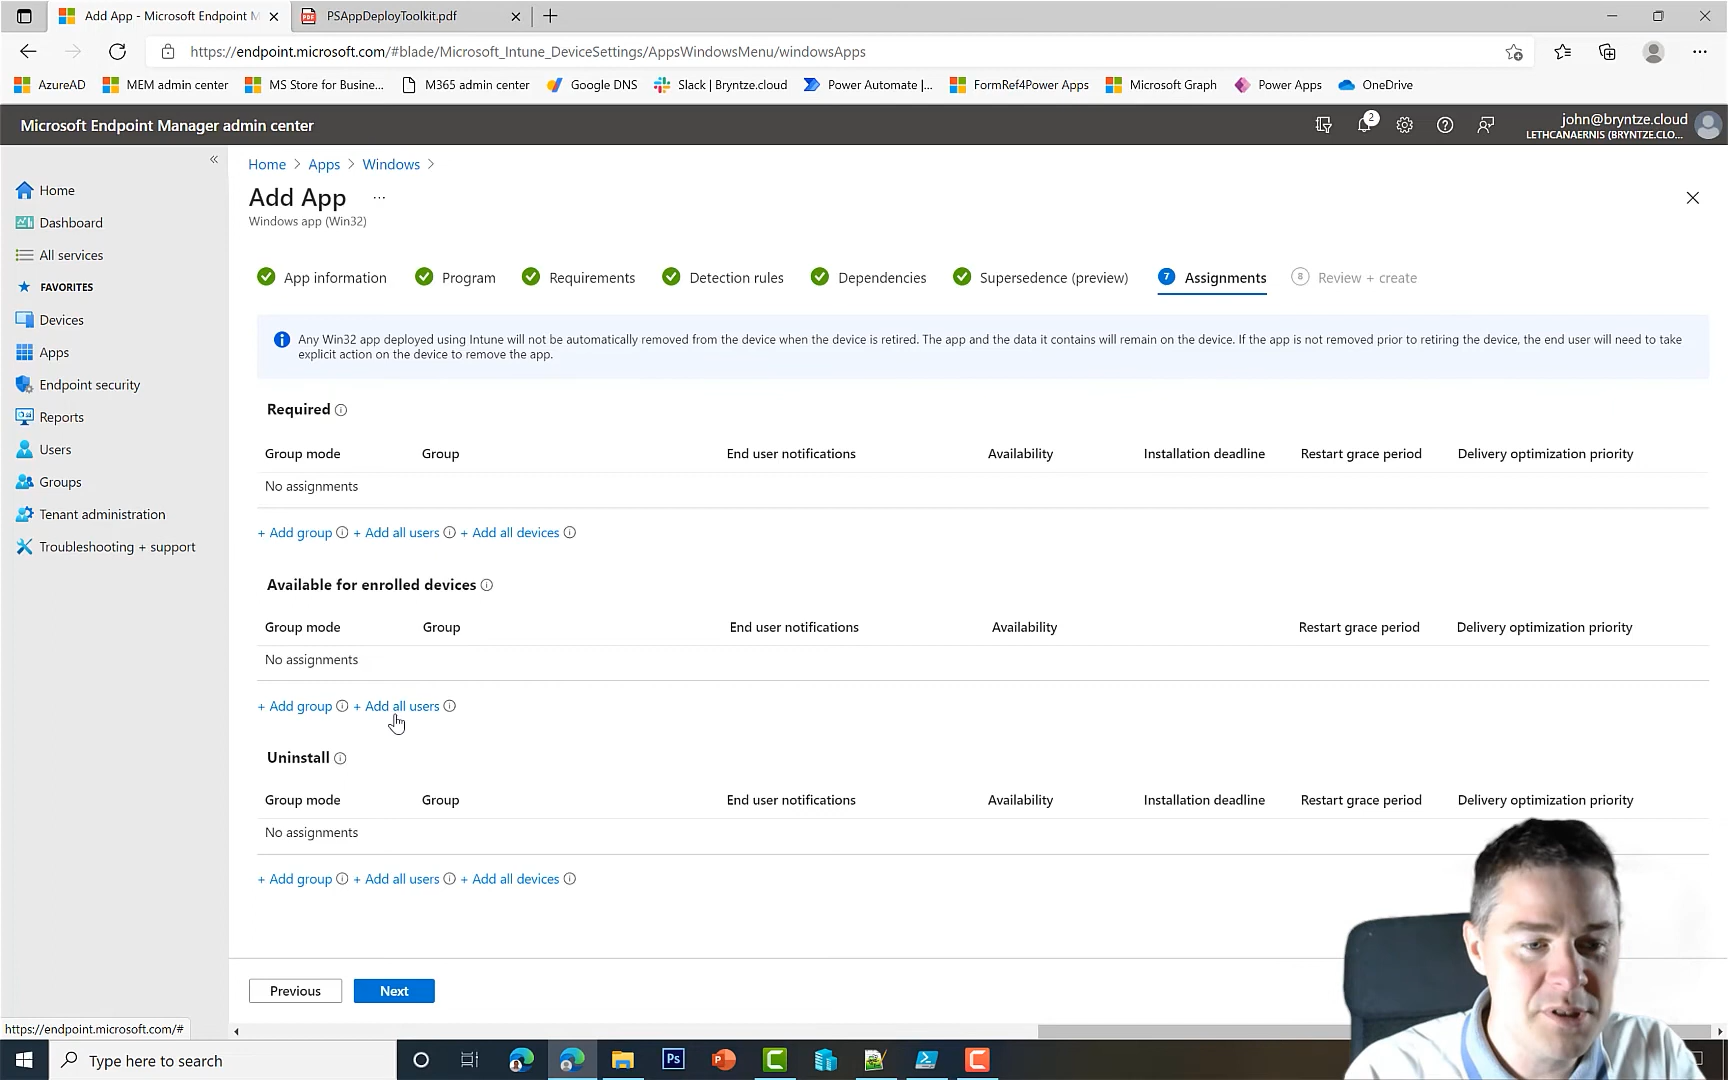 Add App - Microsoft Endpoint M
PSAppDeployToolkit.pdf
https://endpoint.microsoft.com/#blade/Microsoft_Intune_DeviceSettings/AppsWindowsMenu/windowsApps
AzureAD
MEM admin center
MS Store for Busine...
M365 admin center
Google DNS
Slack | Bryntze.cloud
Power Automate |...
FormRef4Power Apps
Microsoft Graph
Power Apps
OneDrive
Microsoft Endpoint Manager admin center
2
john@bryntze.cloud
LETHCANAERNIS (BRYNTZE.CLO...
Home > Apps > Windows >
Add App ...
Windows app (Win32)
Home
Dashboard
All services
FAVORITES
Devices
Apps
Endpoint security
Reports
Users
Groups
Tenant administration
Troubleshooting + support
App information
Program
Requirements
Detection rules
Dependencies
Supersedence (preview)
7 Assignments
8 Review + create
Any Win32 app deployed using Intune will not be automatically removed from the device when the device is retired. The app and the data it contains will remain on the device. If the app is not removed prior to retiring the device, the end user will need to take
explicit action on the device to remove the app.
Required
Group mode Group End user notifications Availability Installation deadline Restart grace period Delivery optimization priority
No assignments
+ Add group + Add all users + Add all devices
Available for enrolled devices
Group mode Group End user notifications Availability Restart grace period Delivery optimization priority
No assignments
+ Add group + Add all users
Uninstall
Group mode Group End user notifications Availability Installation deadline Restart grace period Delivery optimization priority
No assignments
+ Add group + Add all users + Add all devices
Previous
Next
https://endpoint.microsoft.com/#
Type here to search
Ps